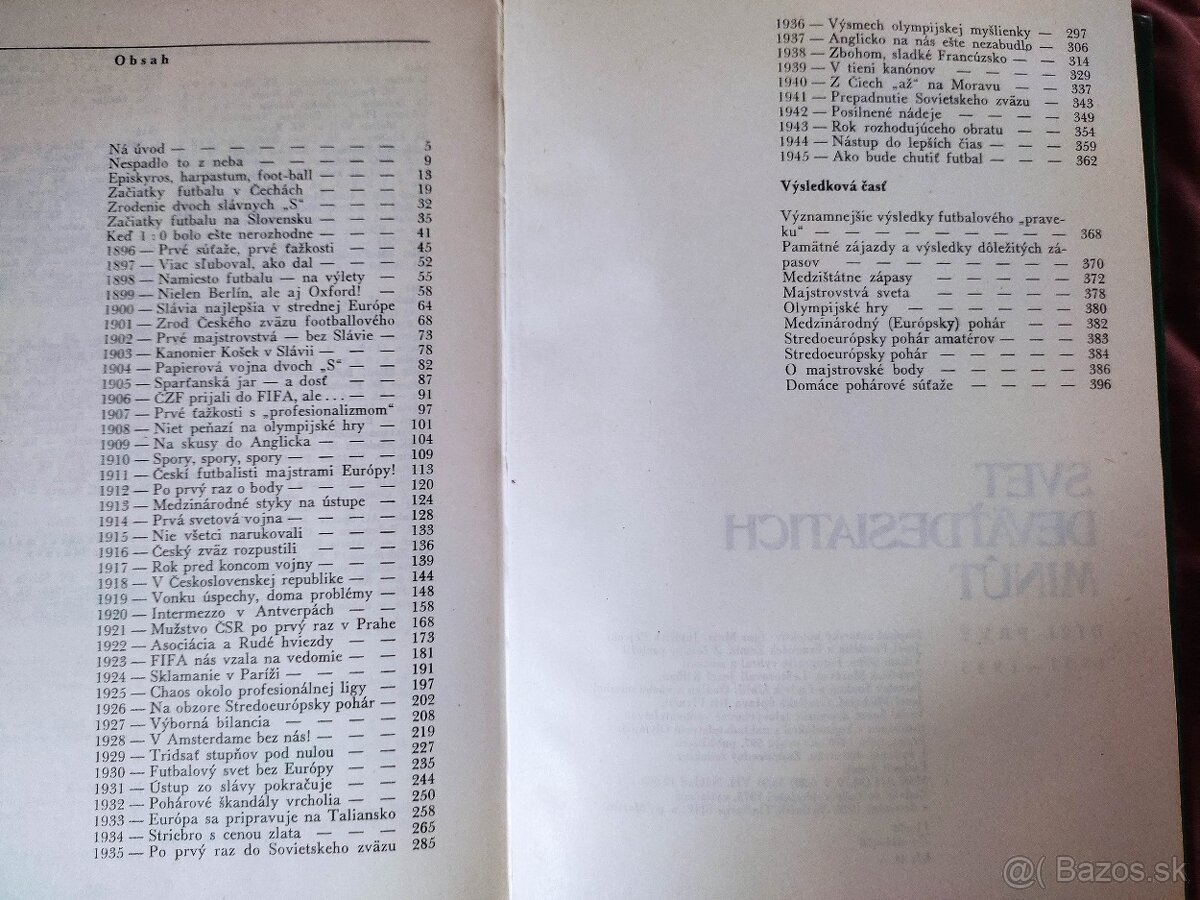 Obsah
Ná úvod — — — — — — — 5
Nespadlo to z neba — — — — — 9
Episkyros, harpastum, foot-ball — — — 13
Začiatky futbalu v Čechách — — — 19
Zrodenie dvoch slávnych „S“ — — — 32
Začiatky futbalu na Slovensku — — — 35
Keď 1 : 0 bolo ešte nerozhodne — — — 41
1896 — Prvé súťaže, prvé ťažkosti — — 45
1897 — Viac sľuboval, ako dal — — — 52
1898 — Namiesto futbalu — na výlety — 55
1899 — Nielen Berlín, ale aj Oxford! — 58
1900 — Slávia najlepšia v strednej Európe 64
1901 — Zrod Českého zväzu footballového 68
1902 — Prvé majstrovstvá — bez Slávie — 73
1903 — Kanonier Košek v Slávii — — — 78
1904 — Papierová vojna dvoch „S“ — — 82
1905 — Sparťanská jar — a dosť — — 87
1906 — ČZF prijali do FIFA, ale... — — 91
1907 — Prvé ťažkosti s „profesionalizmom“ 97
1908 — Niet peňazí na olympijské hry — 101
1909 — Na skusy do Anglicka — — — 104
1910 — Spory, spory, spory — — — — 109
1911 — Českí futbalisti majstrami Európy! 113
1912 — Po prvý raz o body — — — — 120
1913 — Medzinárodné styky na ústupe — 124
1914 — Prvá svetová vojna — — — — 128
1915 — Nie všetci narukovali — — — 133
1916 — Český zväz rozpustili — — — 136
1917 — Rok pred koncom vojny — — — 139
1918 — V Československej republike — — 144
1919 — Vonku úspechy, doma problémy — 148
1920 — Intermezzo v Antverpách — — 158
1921 — Mužstvo ČSR po prvý raz v Prahe 168
1922 — Asociácia a Rudé hviezdy — — 173
1923 — FIFA nás vzala na vedomie — — 181
1924 — Sklamanie v Paríži — — — — 191
1925 — Chaos okolo profesionálnej ligy — 197
1926 — Na obzore Stredoeurópsky pohár — 202
1927 — Výborná bilancia — — — — 208
1928 — V Amsterdame bez nás! — — — 219
1929 — Tridsať stupňov pod nulou — — 227
1930 — Futbalový svet bez Európy — — 235
1931 — Ústup zo slávy pokračuje — — 244
1932 — Pohárové škandály vrcholia — — 250
1933 — Európa sa pripravuje na Taliansko 258
1934 — Striebro s cenou zlata — — — 265
1935 — Po prvý raz do Sovietskeho zväzu 285
1936 — Výsmech olympijskej myšlienky — 297
1937 — Anglicko na nás ešte nezabudlo — 306
1938 — Zbohom, sladké Francúzsko — — 314
1939 — V tieni kanónov — — — — 329
1940 — Z Čiech „až“ na Moravu — — 337
1941 — Prepadnutie Sovietskeho zväzu — 343
1942 — Posilnené nádeje — — — — 349
1943 — Rok rozhodujúceho obratu — — 354
1944 — Nástup do lepších čias — — — 359
1945 — Ako bude chutiť futbal — — — 362
Výsledková časť
Významnejšie výsledky futbalového „prave-
ku“ — — — — — — — — — 368
Pamätné zájazdy a výsledky dôležitých zá-
pasov — — — — — — — — 370
Medzištátne zápasy — — — — — 372
Majstrovstvá sveta — — — — — 378
Olympijské hry — — — — — — 380
Medzinárodný (Európsky) pohár — — 382
Stredoeurópsky pohár amatérov — — — 383
Stredoeurópsky pohár — — — — — 384
O majstrovské body — — — — — 386
Domáce pohárové súťaže — — — — 396
SVET
DEVÄŤDESIATICH
MINÚT
@( Bazos.sk